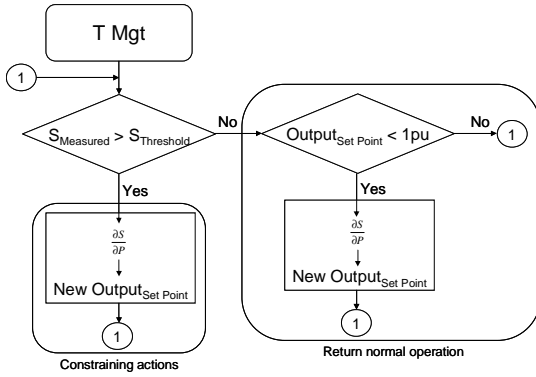 T Mgt
1
S_Measured > S_Threshold
No
Output_Set Point < 1pu
No
1
Yes
Yes
∂S
∂P
New Output_Set Point
∂S
∂P
New Output_Set Point
1
1
Constraining actions
Return normal operation